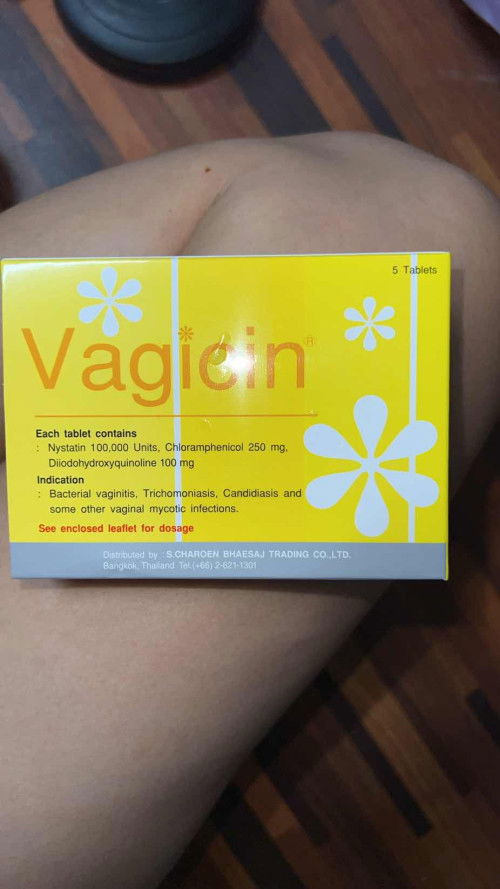 5 Tablets
Vagicin®
Each tablet contains
: Nystatin 100,000 Units, Chloramphenicol 250 mg,
Diiodohydroxyquinoline 100 mg
Indication
: Bacterial vaginitis, Trichomoniasis, Candidiasis and
some other vaginal mycotic infections.
See enclosed leaflet for dosage
Distributed by : S.CHAROEN BHAESAJ TRADING CO.,LTD.
Bangkok, Thailand Tel.(+66) 2-621-1301